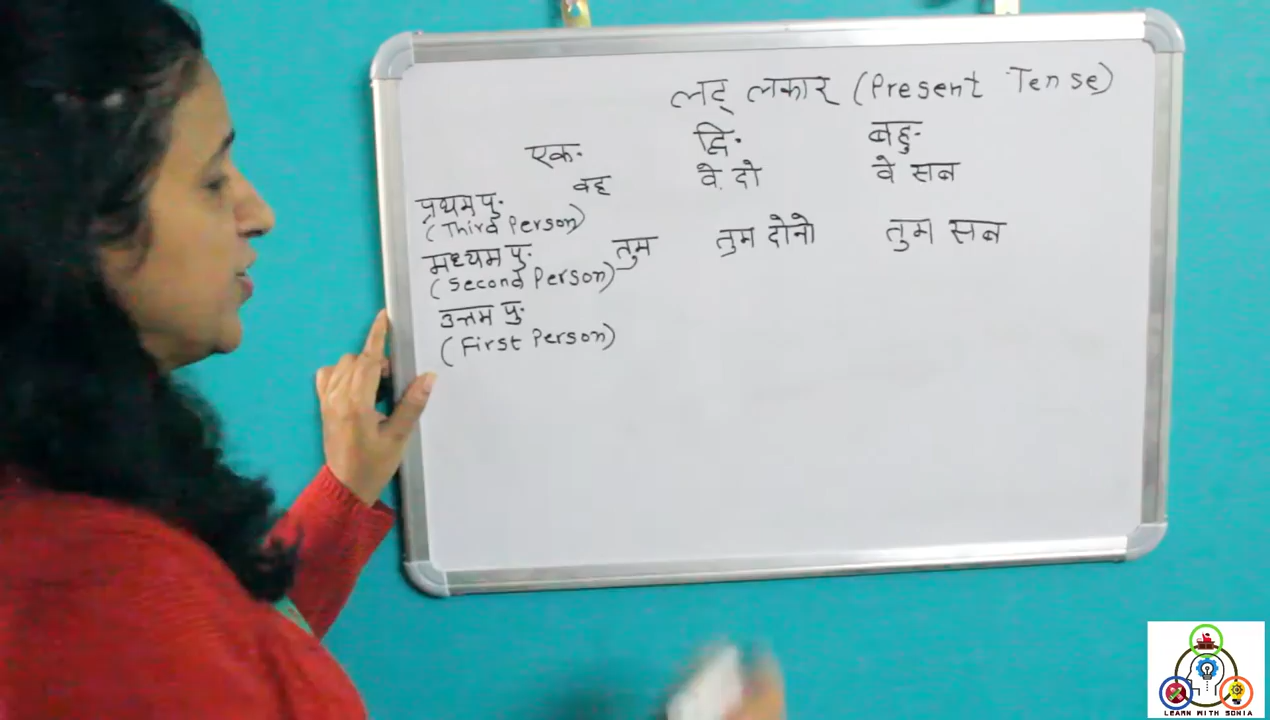 लट् लकार (Present Tense)
एक· द्वि· बहु·
वह वे दो वे सब
प्रथम पु·
(Third Person)
मध्यम पु· तुम तुम दोनो तुम सब
(Second Person)
उत्तम पु·
(First Person)
LEARN WITH SONIA